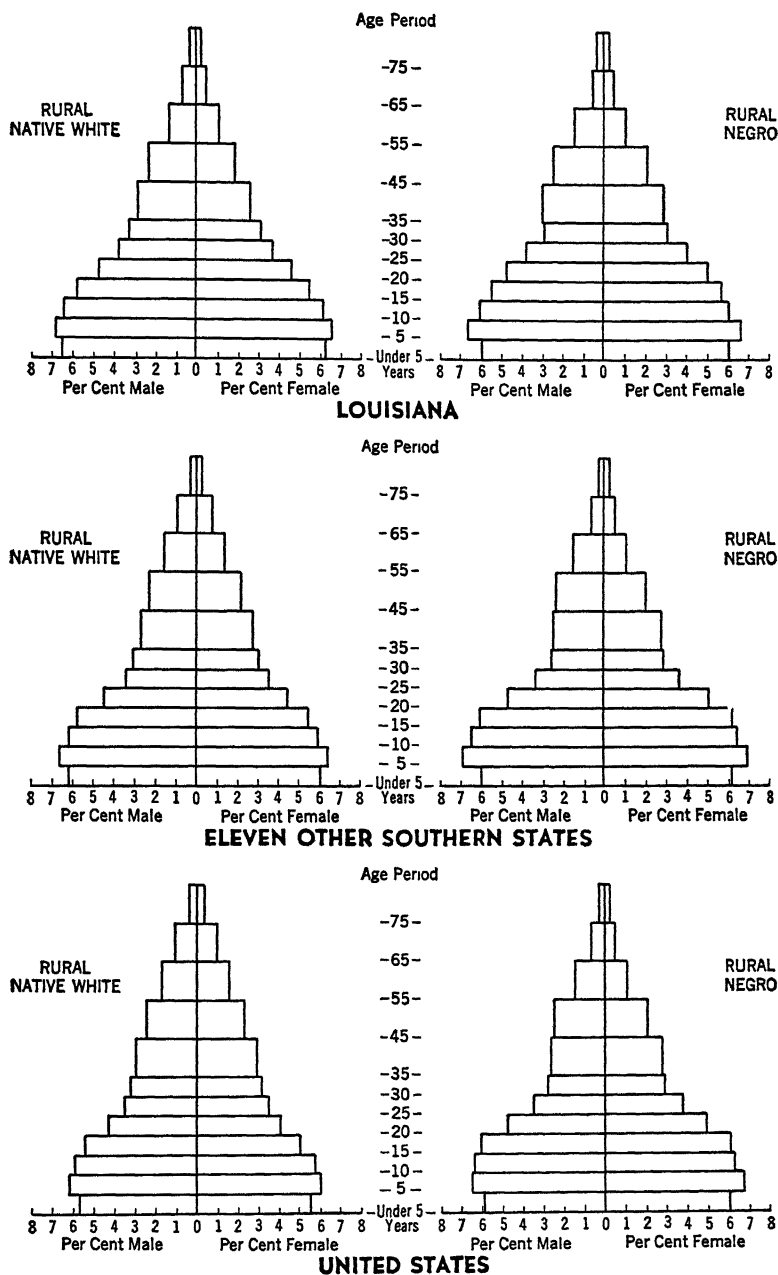 Age Period
RURAL
NATIVE WHITE
RURAL
NEGRO
-75-
-65-
-55-
-45-
-35-
-30-
-25-
-20-
-15-
-10-
- 5 -
-Under 5-
Years
8 7 6 5 4 3 2 1 0 1 2 3 4 5 6 7 8
8 7 6 5 4 3 2 1 0 1 2 3 4 5 6 7 8
Per Cent Male Per Cent Female
Per Cent Male Per Cent Female
LOUISIANA
Age Period
RURAL
NATIVE WHITE
RURAL
NEGRO
-75-
-65-
-55-
-45-
-35-
-30-
-25-
-20-
-15-
-10-
- 5 -
-Under 5-
Years
8 7 6 5 4 3 2 1 0 1 2 3 4 5 6 7 8
8 7 6 5 4 3 2 1 0 1 2 3 4 5 6 7 8
Per Cent Male Per Cent Female
Per Cent Male Per Cent Female
ELEVEN OTHER SOUTHERN STATES
Age Period
RURAL
NATIVE WHITE
RURAL
NEGRO
-75-
-65-
-55-
-45-
-35-
-30-
-25-
-20-
-15-
-10-
- 5 -
-Under 5-
Years
8 7 6 5 4 3 2 1 0 1 2 3 4 5 6 7 8
8 7 6 5 4 3 2 1 0 1 2 3 4 5 6 7 8
Per Cent Male Per Cent Female
Per Cent Male Per Cent Female
UNITED STATES